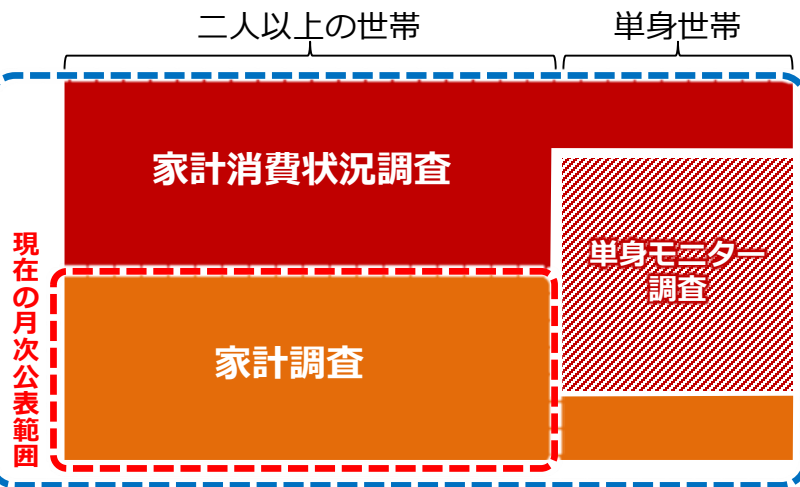 二人以上の世帯
単身世帯
家計消費状況調査
単身モニター
調査
現在の月次公表範囲
家計調査